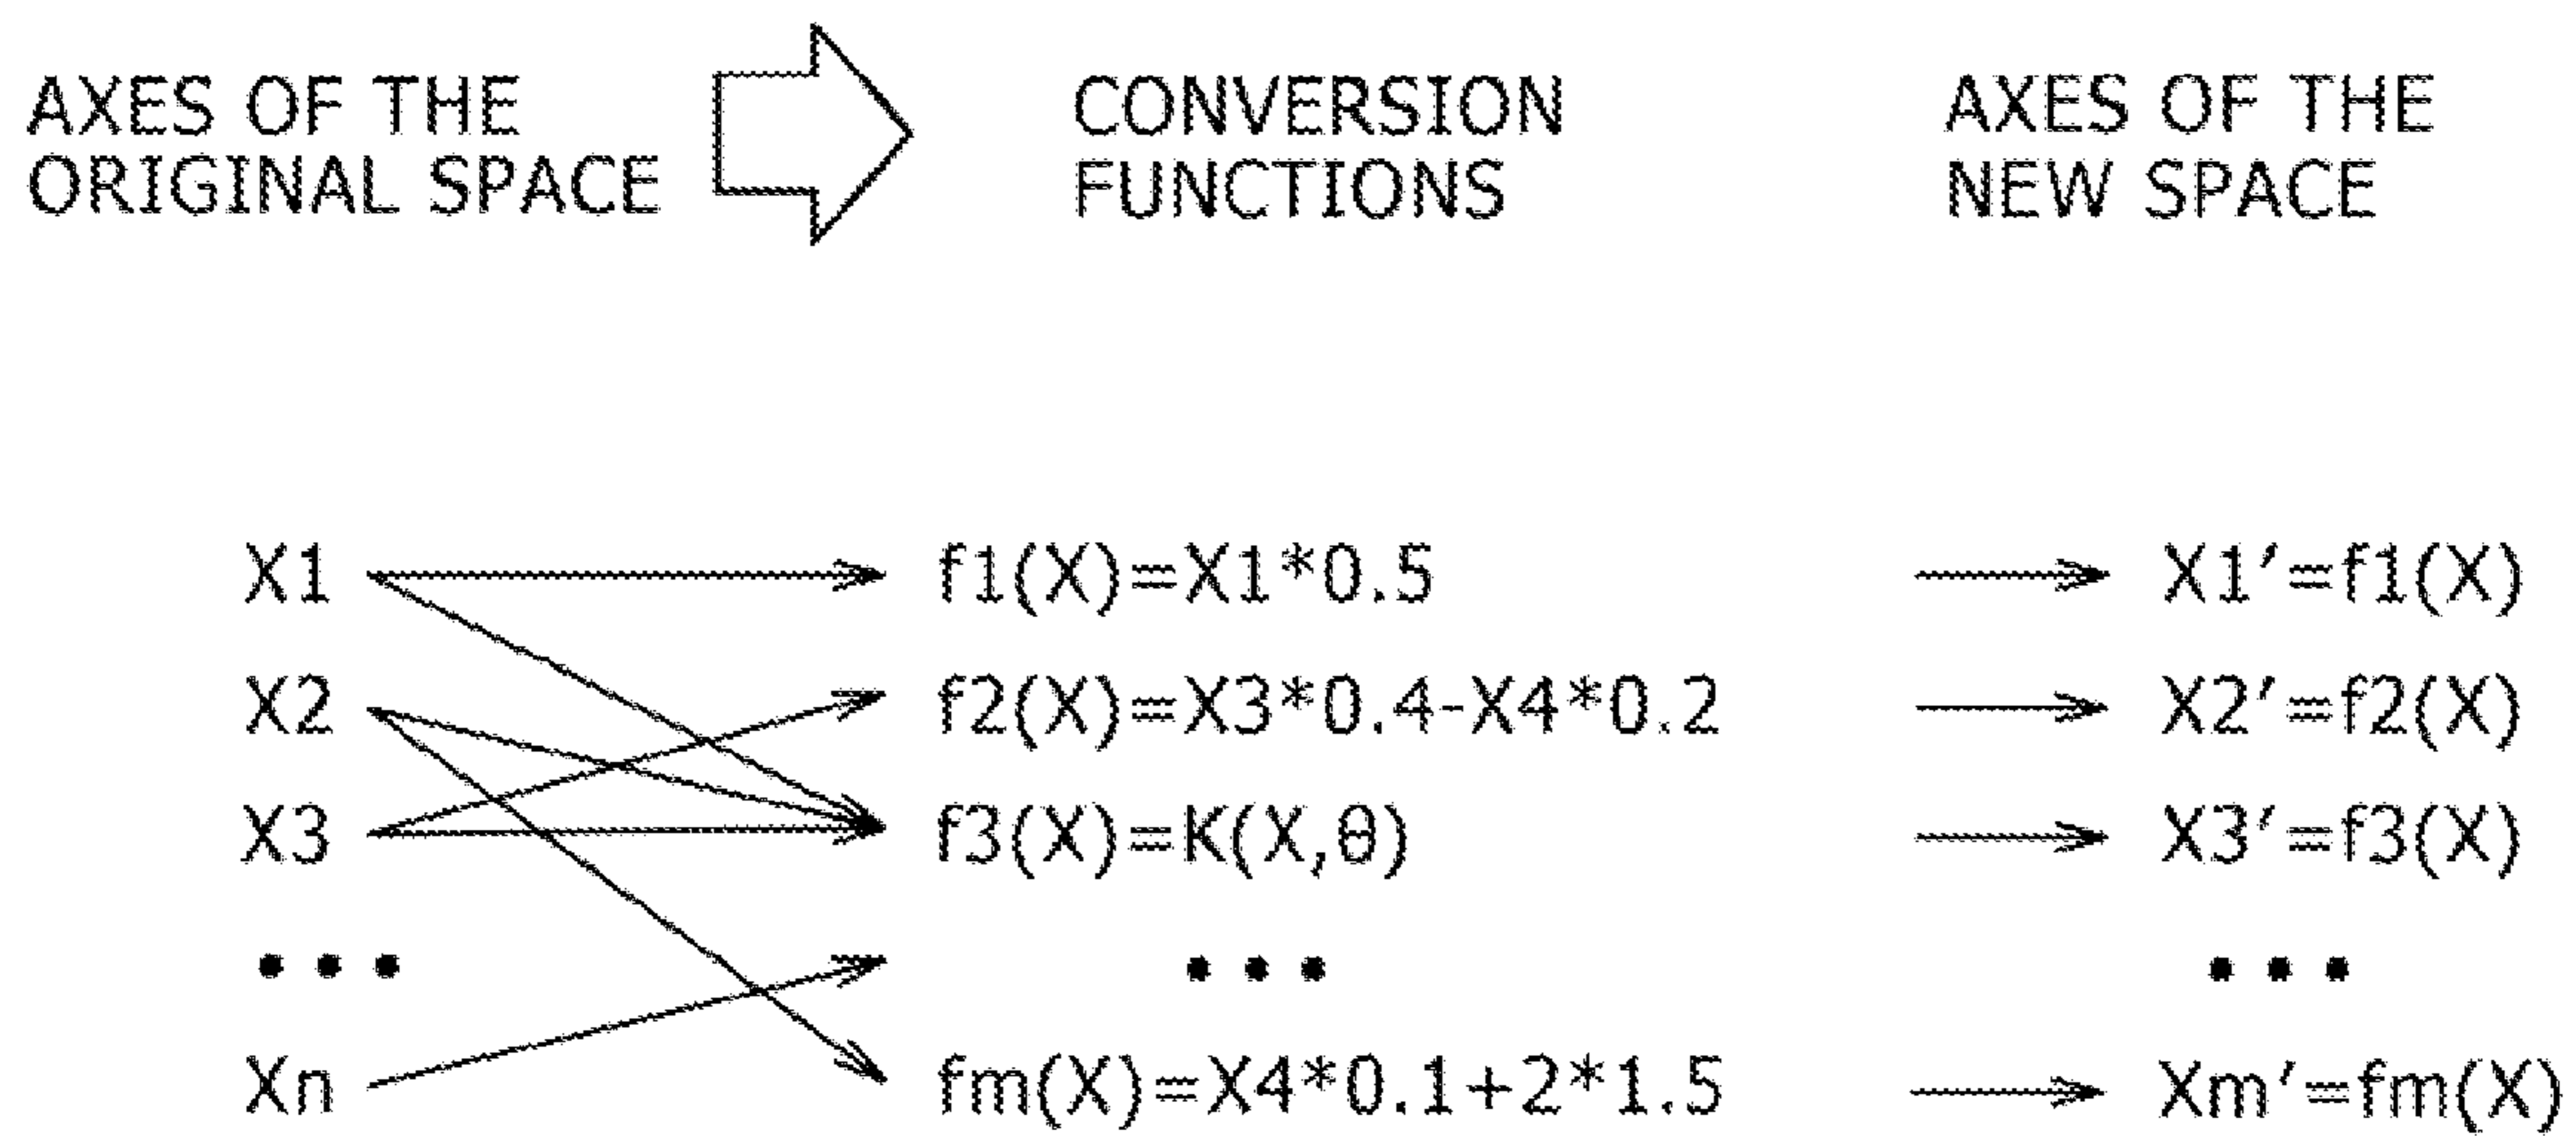 AXES OF THE
ORIGINAL SPACE
CONVERSION
FUNCTIONS
AXES OF THE
NEW SPACE
X1 f1(X)=X1*0.5 X1′=f1(X)
X2 f2(X)=X3*0.4-X4*0.2 X2′=f2(X)
X3 f3(X)=K(X,θ) X3′=f3(X)
••• ••• •••
Xn fm(X)=X4*0.1+2*1.5 Xm′=fm(X)